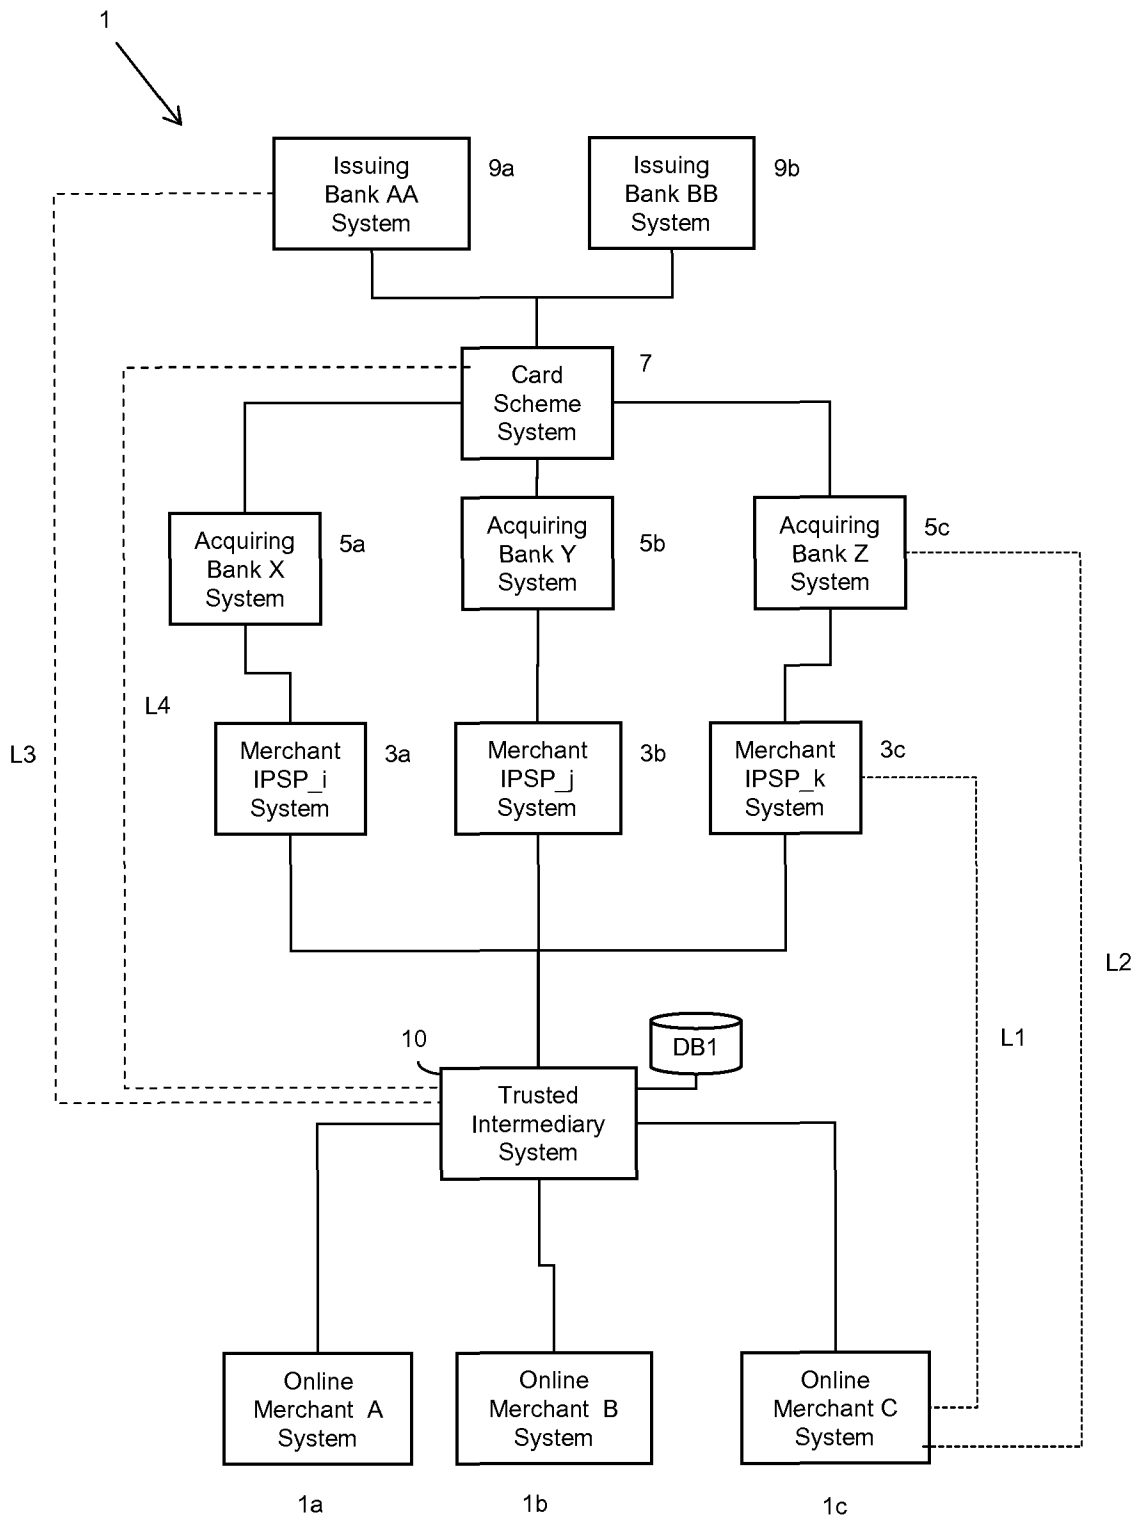 1
Issuing
Bank AA
System
9a
Issuing
Bank BB
System
9b
Card
Scheme
System
7
Acquiring
Bank X
System
5a
Acquiring
Bank Y
System
5b
Acquiring
Bank Z
System
5c
L4
L3
Merchant
IPSP_i
System
3a
Merchant
IPSP_j
System
3b
Merchant
IPSP_k
System
3c
L2
L1
10
DB1
Trusted
Intermediary
System
Online
Merchant A
System
Online
Merchant B
System
Online
Merchant C
System
1a
1b
1c